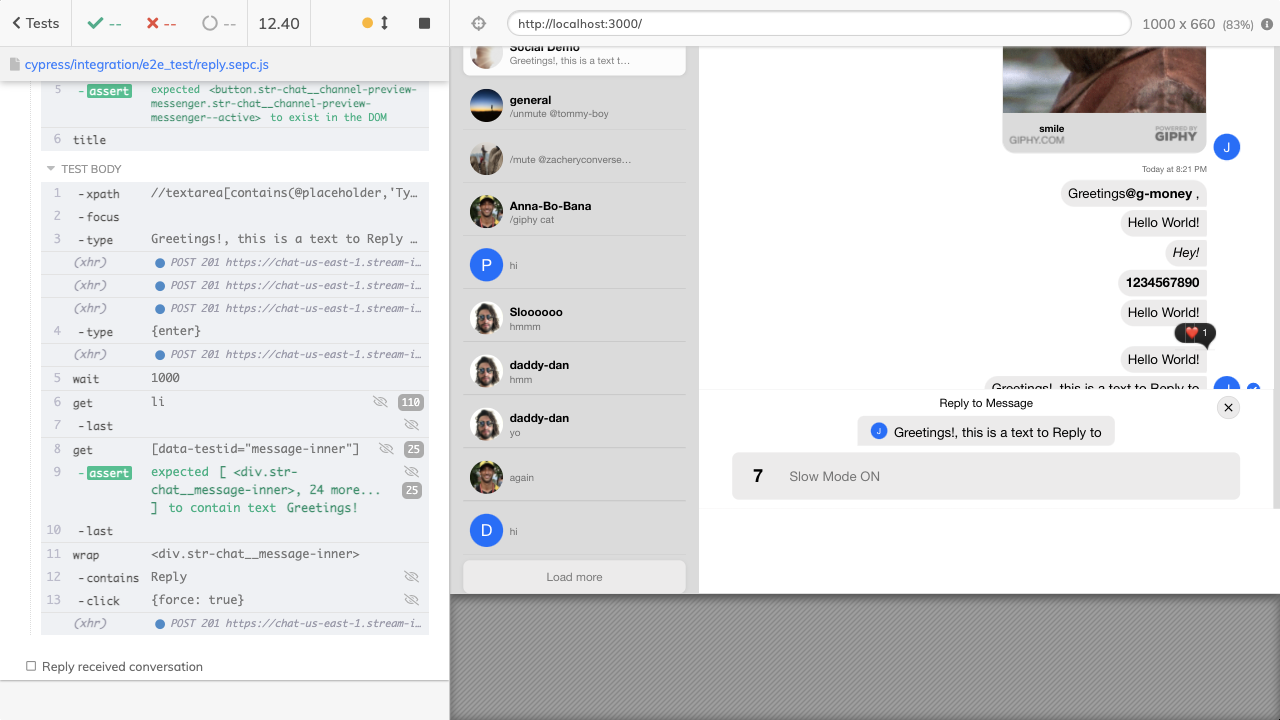 Tests
--
--
--
12.40
cypress/integration/e2e_test/reply.sepc.js
5 -assert expected <button.str-chat__channel-preview-
messenger.str-chat__channel-preview-
messenger--active> to exist in the DOM
6 title
TEST BODY
1 -xpath //textarea[contains(@placeholder,'Ty…
2 -focus
3 -type Greetings!, this is a text to Reply …
(xhr) POST 201 https://chat-us-east-1.stream-i…
(xhr) POST 201 https://chat-us-east-1.stream-i…
(xhr) POST 201 https://chat-us-east-1.stream-i…
4 -type {enter}
(xhr) POST 201 https://chat-us-east-1.stream-i…
5 wait 1000
6 get li 110
7 -last
8 get [data-testid="message-inner"] 25
9 -assert expected [ <div.str-
chat__message-inner>, 24 more... 25
] to contain text Greetings!
10 -last
11 wrap <div.str-chat__message-inner>
12 -contains Reply
13 -click {force: true}
(xhr) POST 201 https://chat-us-east-1.stream-i…
Reply received conversation
http://localhost:3000/
1000 x 660 (83%)
Social Demo
Greetings!, this is a text t…
general
/unmute @tommy-boy
/mute @zacheryconverse…
Anna-Bo-Bana
/giphy cat
P
hi
Sloooooo
hmmm
daddy-dan
hmm
daddy-dan
yo
again
D
hi
Load more
smile
GIPHY.COM
POWERED BY
GIPHY
J
Today at 8:21 PM
Greetings@g-money ,
Hello World!
Hey!
1234567890
Hello World!
1
Hello World!
Greetings!, this is a text to Reply to
J
Reply to Message
J Greetings!, this is a text to Reply to
7 Slow Mode ON